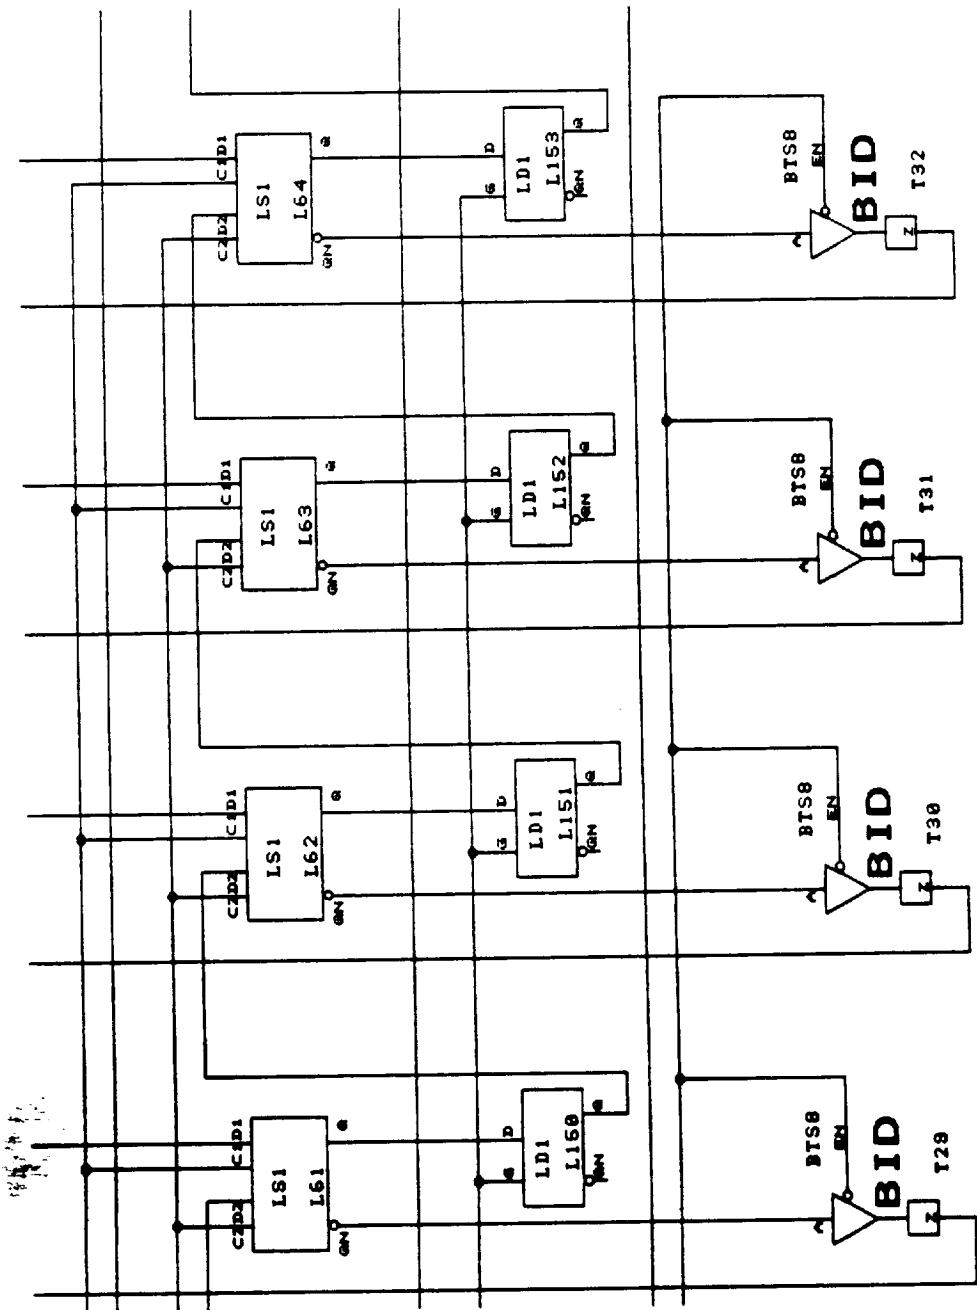 C1D1
C2D2
LS1
L64
Q
QN
D
G
LD1
L153
Q
QN
BTS8
EN
A
BID
Z
T32
C1D1
C2D2
LS1
L63
Q
QN
D
G
LD1
L152
Q
QN
BTS8
EN
A
BID
Z
T31
C1D1
C2D2
LS1
L62
Q
QN
D
G
LD1
L151
Q
QN
BTS8
EN
A
BID
Z
T30
C1D1
C2D2
LS1
L61
Q
QN
D
G
LD1
L150
Q
QN
BTS8
EN
A
BID
Z
T29